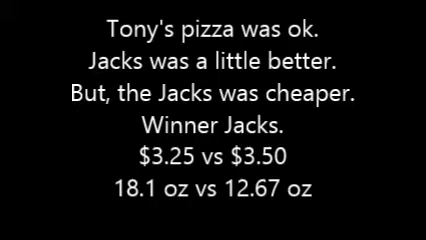 Tony's pizza was ok.
Jacks was a little better.
But, the Jacks was cheaper.
Winner Jacks.
$3.25 vs $3.50
18.1 oz vs 12.67 oz